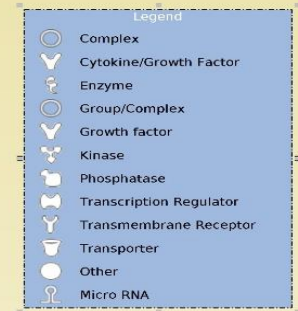 Legend
Complex
Cytokine/Growth Factor
Enzyme
Group/Complex
Growth factor
Kinase
Phosphatase
Transcription Regulator
Transmembrane Receptor
Transporter
Other
Micro RNA